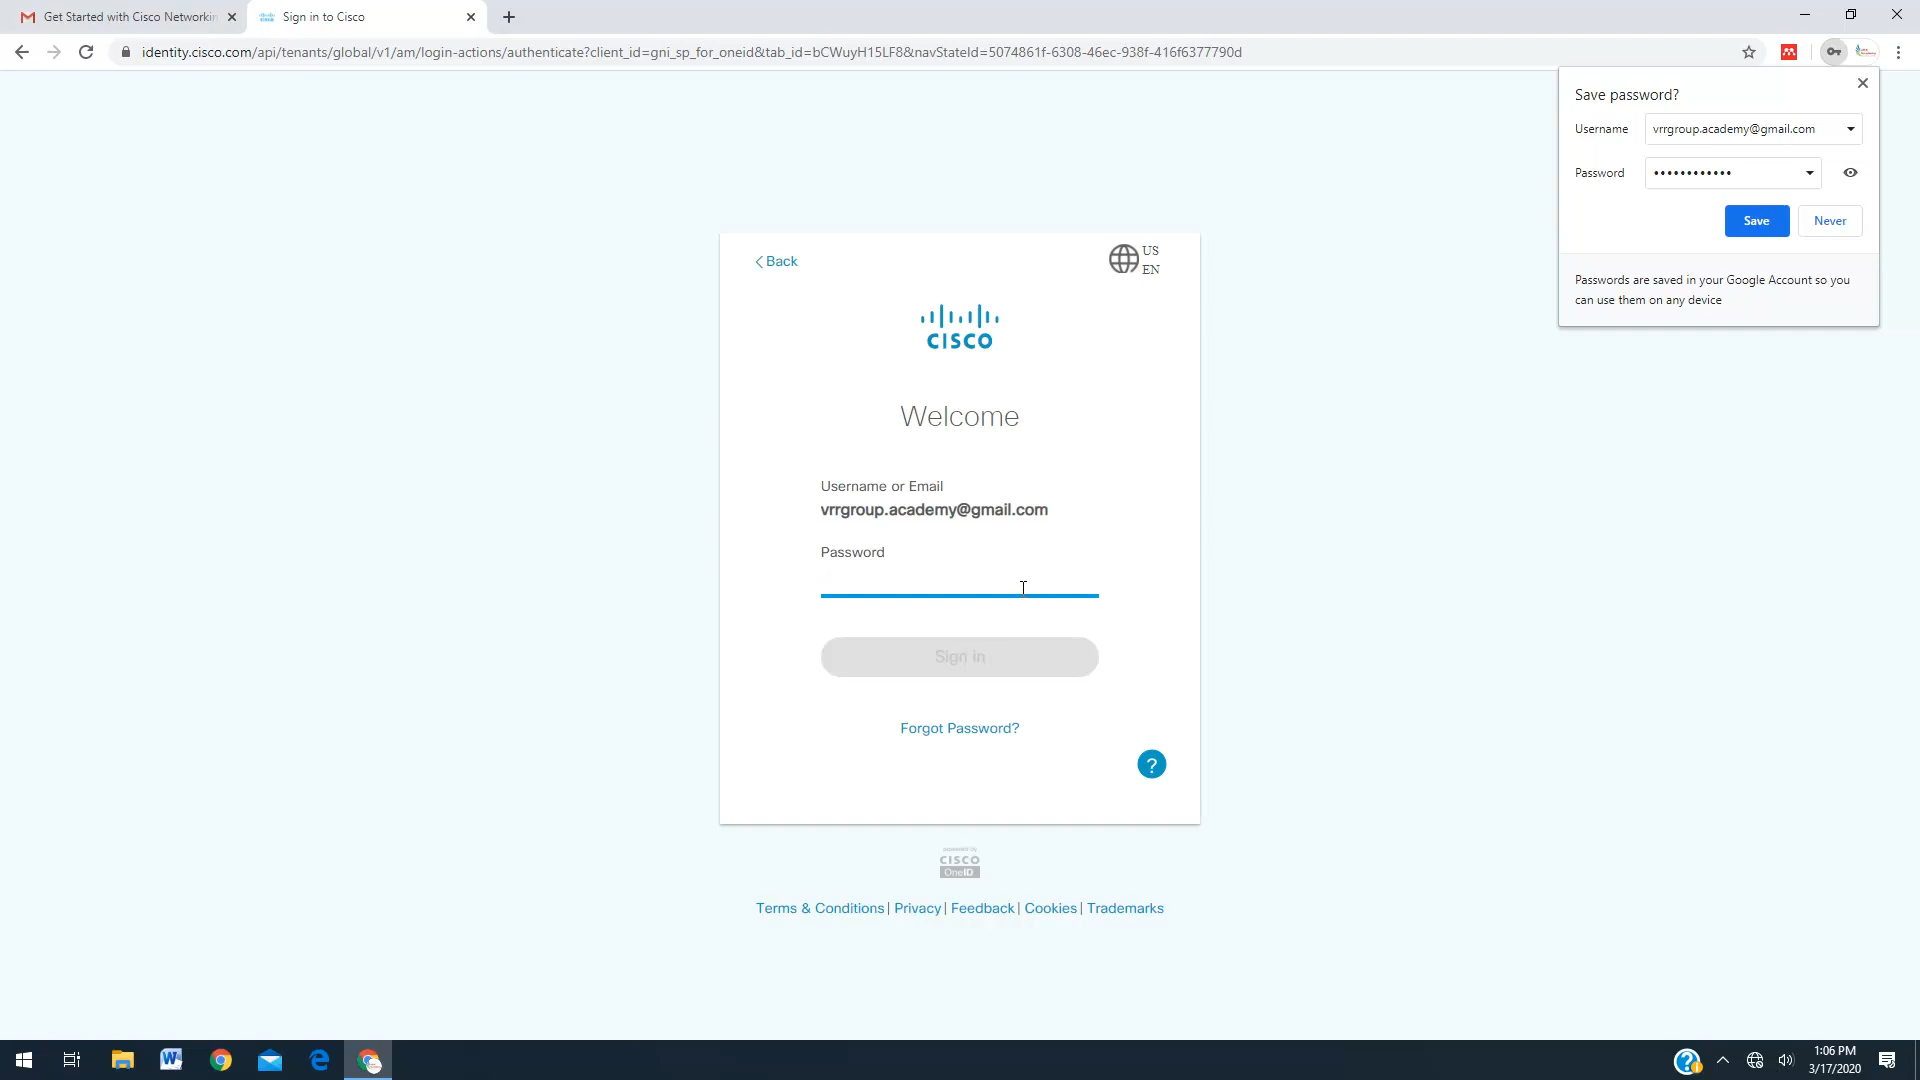 Get Started with Cisco Networkin
Sign in to Cisco
identity.cisco.com/api/tenants/global/v1/am/login-actions/authenticate?client_id=gni_sp_for_oneid&tab_id=bCWuyH15LF8&navStateId=5074861f-6308-46ec-938f-416f6377790d
Save password?
Username vrrgroup.academy@gmail.com
Password ••••••••••••
Save Never
Passwords are saved in your Google Account so you
can use them on any device
Back
US
EN
CISCO
Welcome
Username or Email
vrrgroup.academy@gmail.com
Password
Sign in
Forgot Password?
?
powered by
CISCO
OneID
Terms & Conditions | Privacy | Feedback | Cookies | Trademarks
1:06 PM
3/17/2020